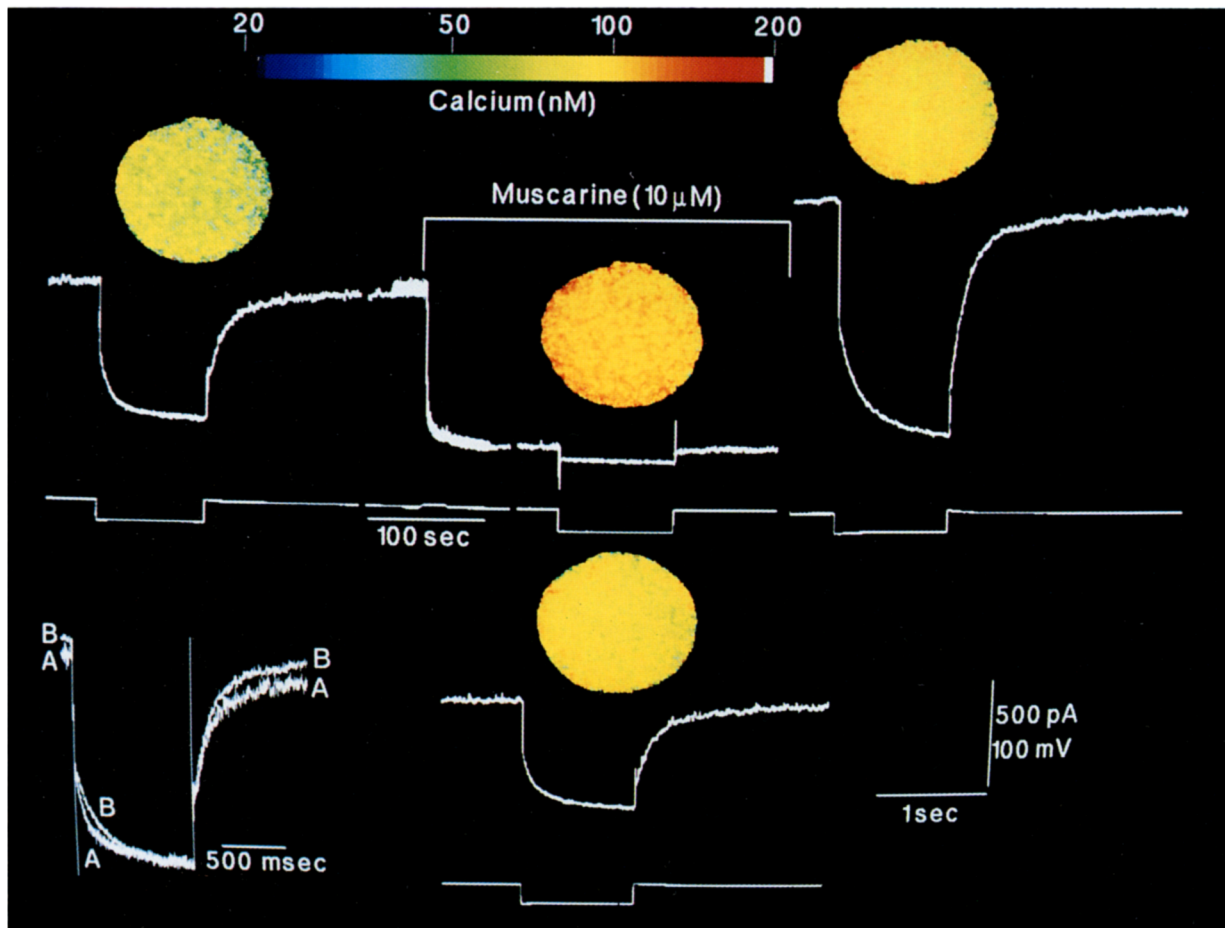 20 50 100 200
Calcium (nM)
Muscarine (10 μM)
100 sec
B
A
B
A
B
A
500 msec
500 pA
100 mV
1sec